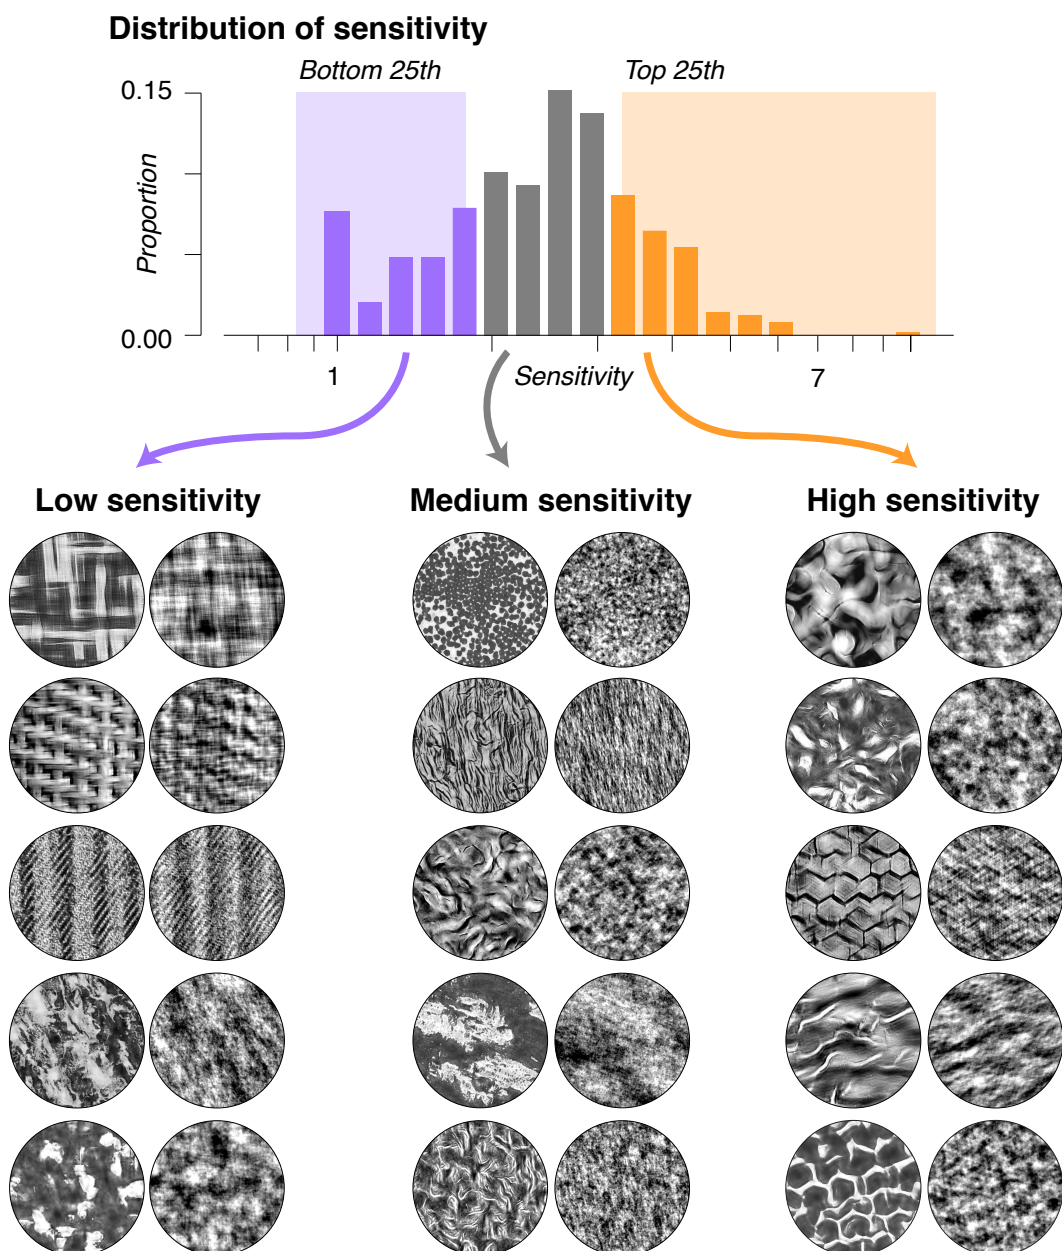 Distribution of sensitivity
Bottom 25th
Top 25th
0.15
Proportion
0.00
1
Sensitivity
7
Low sensitivity
Medium sensitivity
High sensitivity